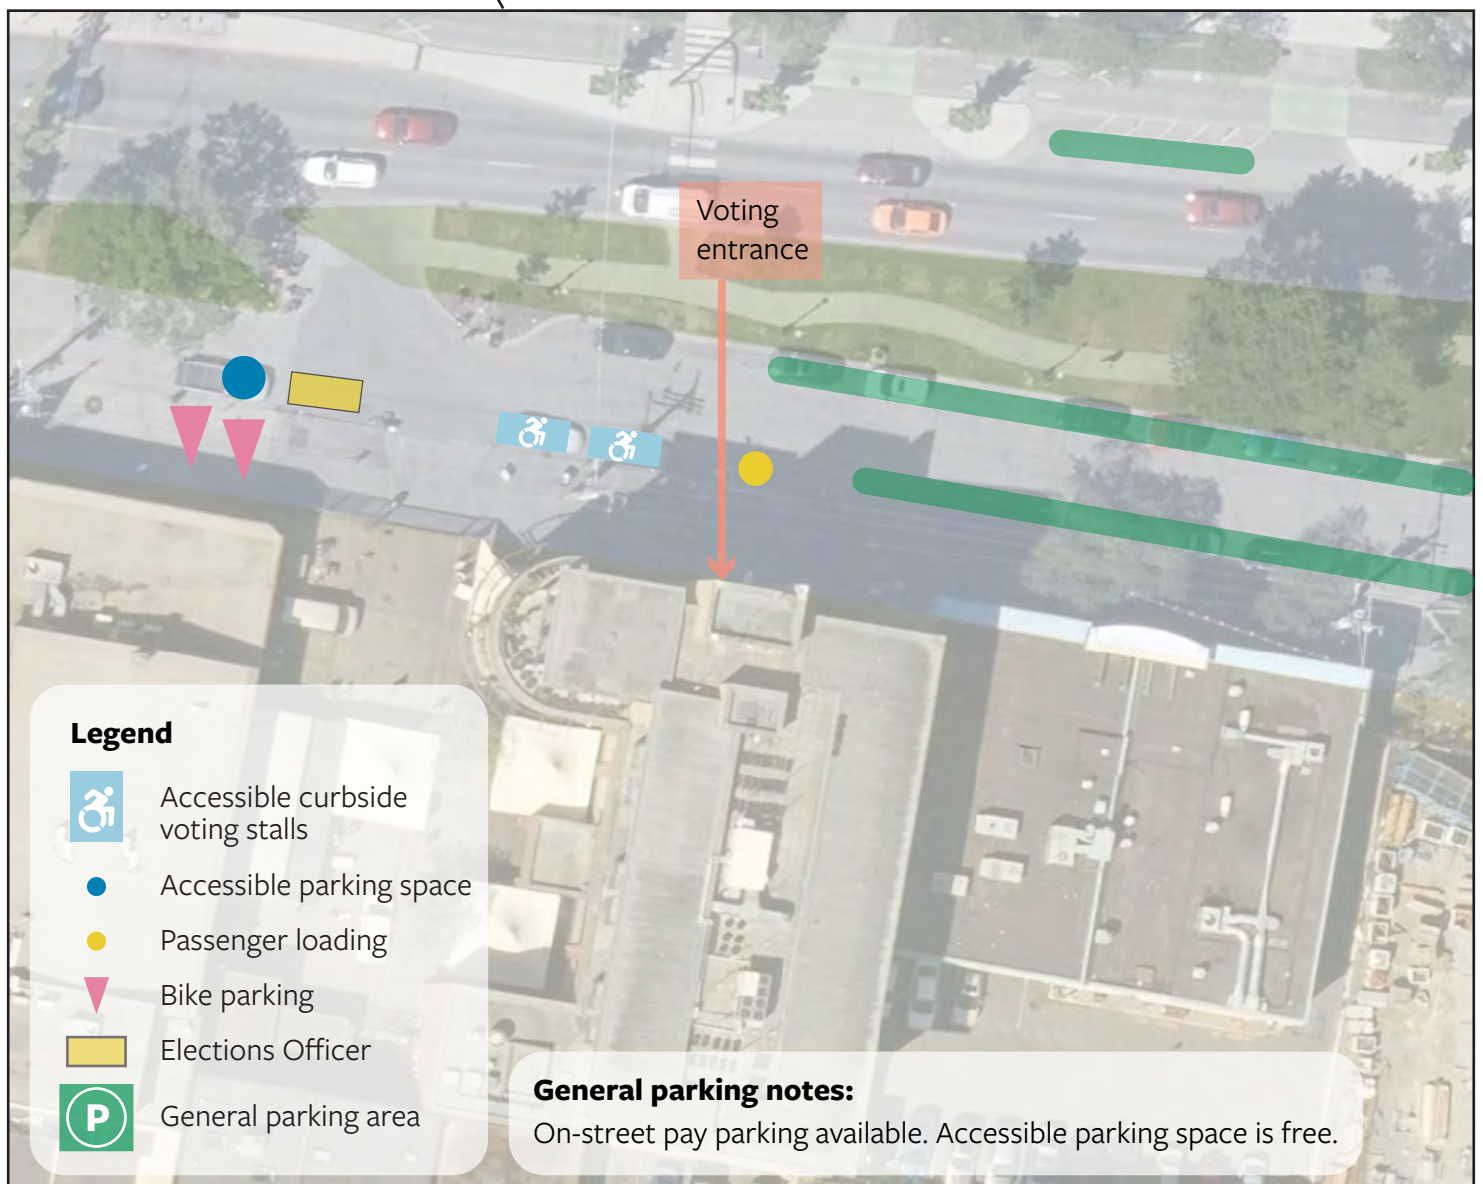 Voting
entrance
Legend
Accessible curbside
voting stalls
Accessible parking space
Passenger loading
Bike parking
Elections Officer
P
General parking area
General parking notes:
On-street pay parking available. Accessible parking space is free.